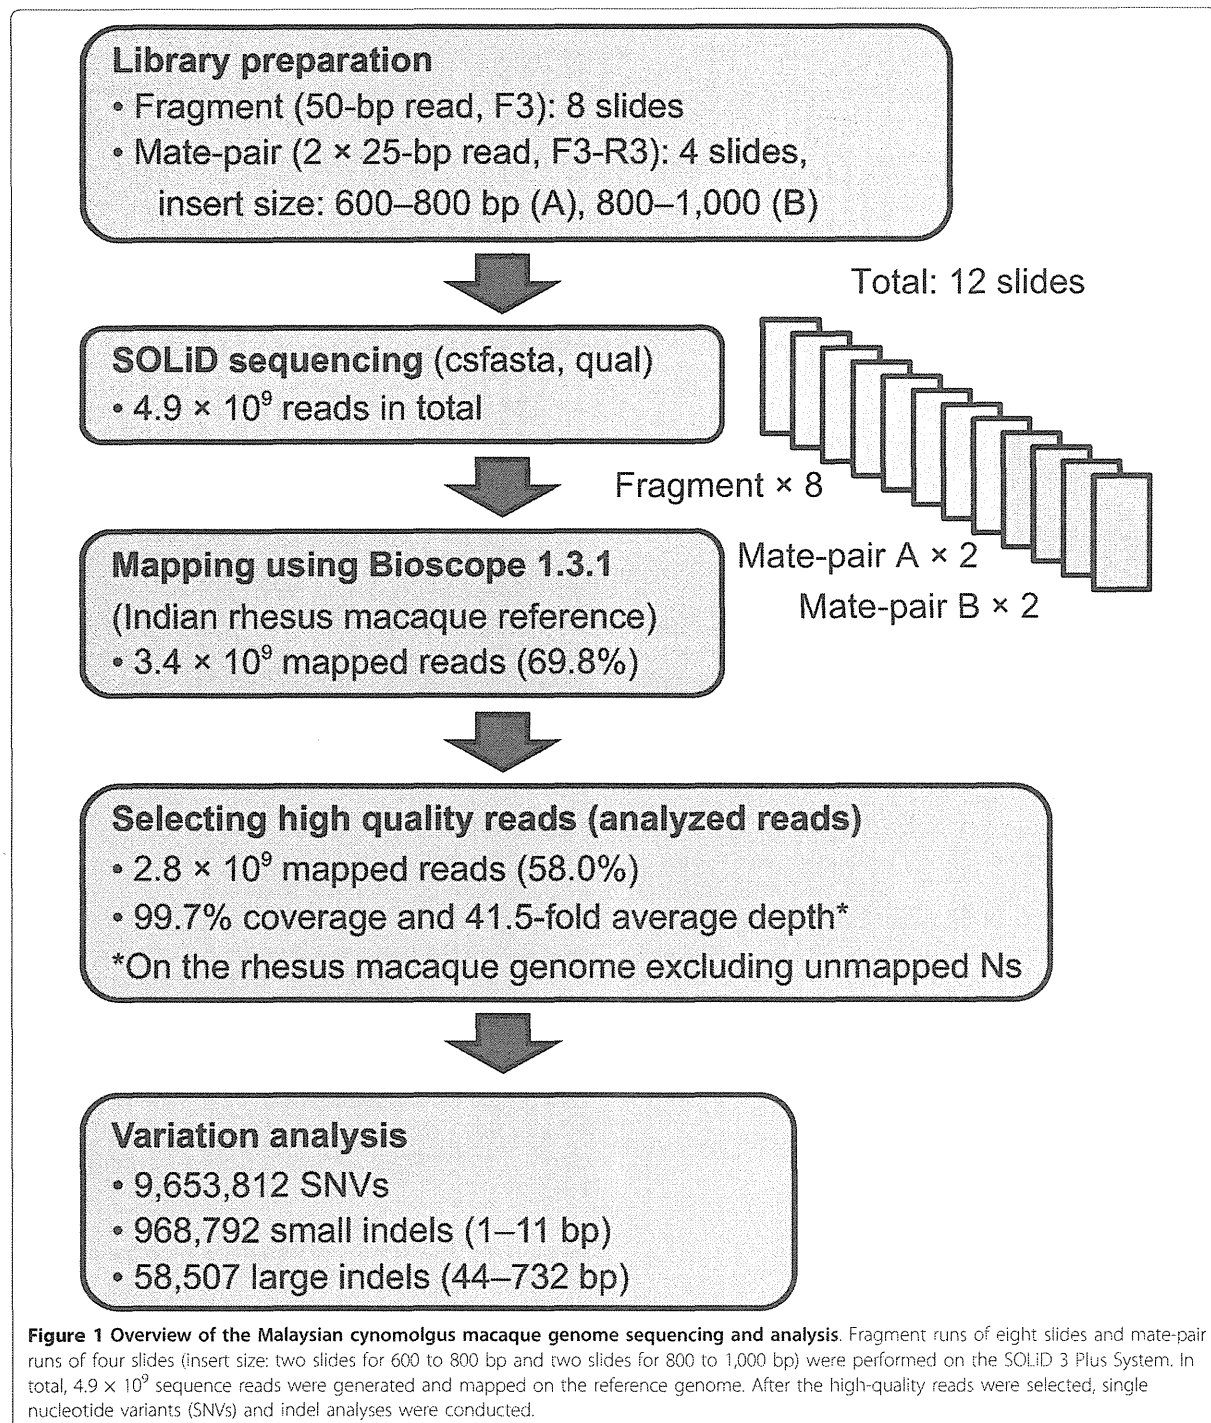 Library preparation
• Fragment (50-bp read, F3): 8 slides
• Mate-pair (2 × 25-bp read, F3-R3): 4 slides,
insert size: 600–800 bp (A), 800–1,000 (B)
Total: 12 slides
SOLiD sequencing (csfasta, qual)
• 4.9 × 10⁹ reads in total
Fragment × 8
Mate-pair A × 2
Mate-pair B × 2
Mapping using Bioscope 1.3.1
(Indian rhesus macaque reference)
• 3.4 × 10⁹ mapped reads (69.8%)
Selecting high quality reads (analyzed reads)
• 2.8 × 10⁹ mapped reads (58.0%)
• 99.7% coverage and 41.5-fold average depth*
*On the rhesus macaque genome excluding unmapped Ns
Variation analysis
• 9,653,812 SNVs
• 968,792 small indels (1–11 bp)
• 58,507 large indels (44–732 bp)
Figure 1 Overview of the Malaysian cynomolgus macaque genome sequencing and analysis. Fragment runs of eight slides and mate-pair
runs of four slides (insert size: two slides for 600 to 800 bp and two slides for 800 to 1,000 bp) were performed on the SOLiD 3 Plus System. In
total, 4.9 × 10⁹ sequence reads were generated and mapped on the reference genome. After the high-quality reads were selected, single
nucleotide variants (SNVs) and indel analyses were conducted.